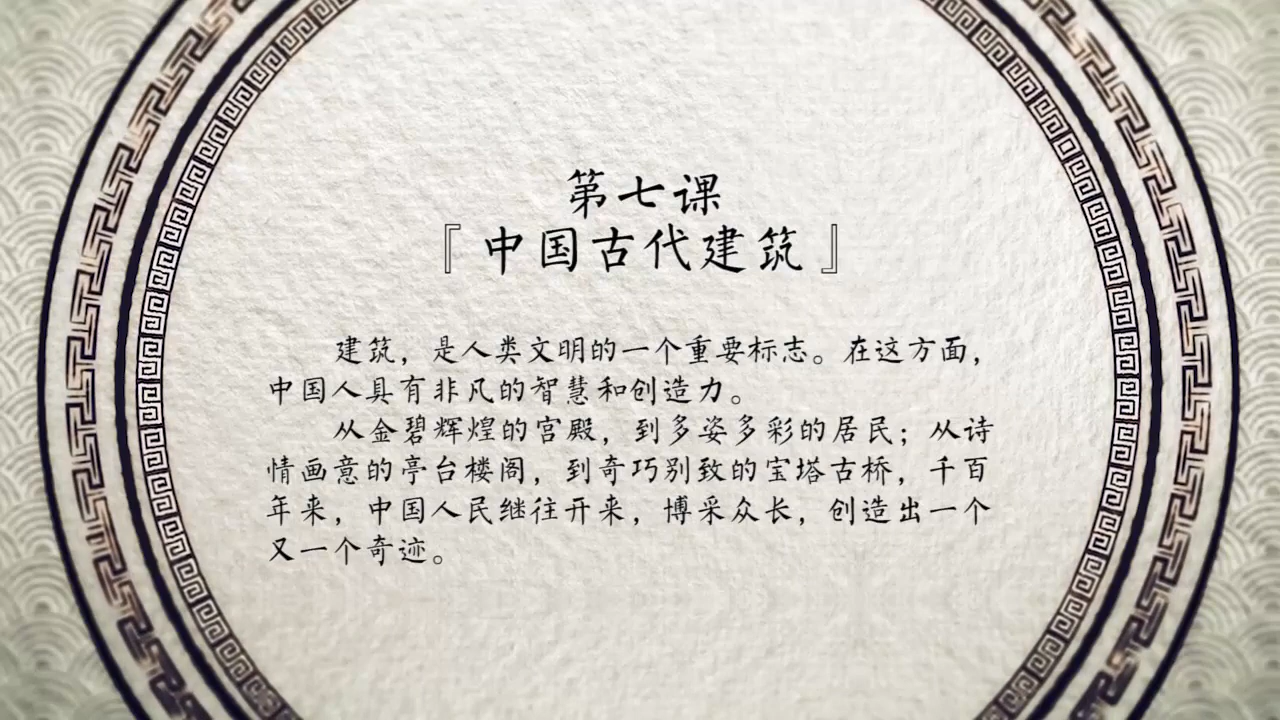 第七课
『中国古代建筑』
建筑，是人类文明的一个重要标志。在这方面，
中国人具有非凡的智慧和创造力。
从金碧辉煌的宫殿，到多姿多彩的居民；从诗
情画意的亭台楼阁，到奇巧别致的宝塔古桥，千百
年来，中国人民继往开来，博采众长，创造出一个
又一个奇迹。